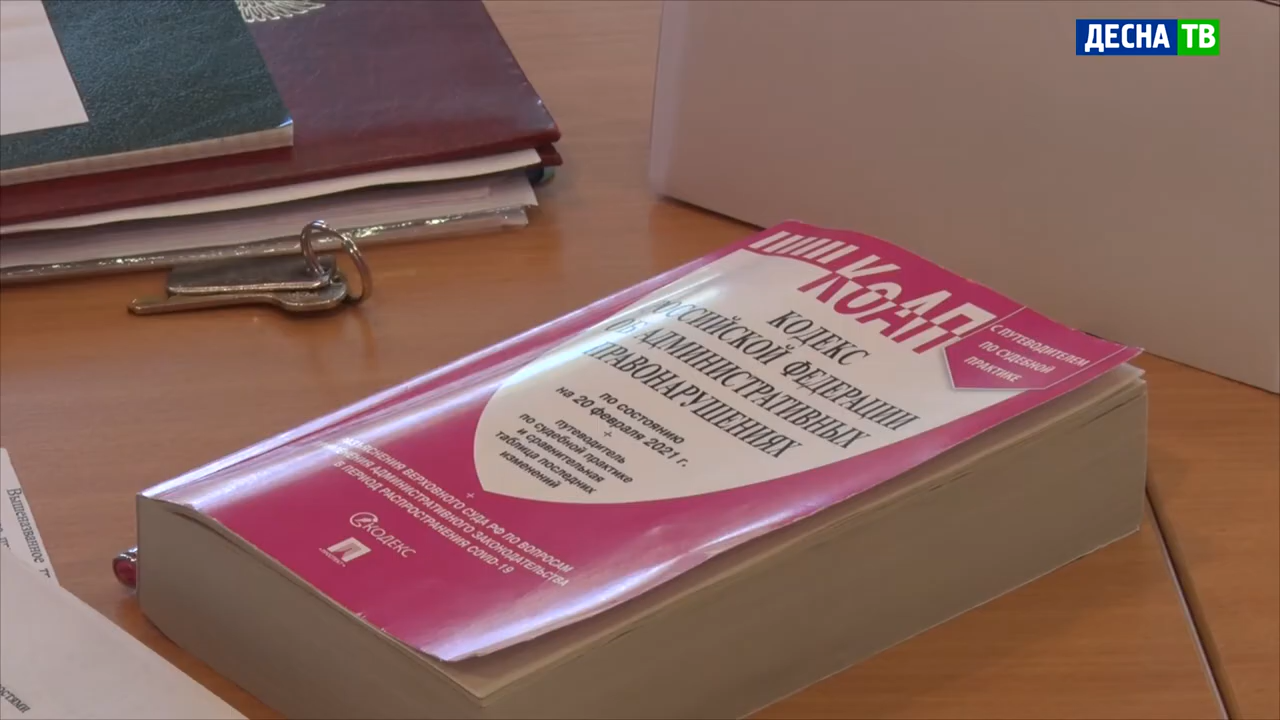 ДЕСНА ТВ
КоАП
С ПУТЕВОДИТЕЛЕМ
ПО СУДЕБНОЙ
ПРАКТИКЕ
КОДЕКС
РОССИЙСКОЙ ФЕДЕРАЦИИ
ОБ АДМИНИСТРАТИВНЫХ
ПРАВОНАРУШЕНИЯХ
по состоянию
на 20 февраля 2021 г.
+
путеводитель
по судебной практике
и сравнительная
таблица последних
изменений
+
РАЗЪЯСНЕНИЯ ВЕРХОВНОГО СУДА РФ ПО ВОПРОСАМ
АДМИНИСТРАТИВНОГО ЗАКОНОДАТЕЛЬСТВА
В ПЕРИОД РАСПРОСТРАНЕНИЯ COVID-19
КОДЕКС
Вышеназванное